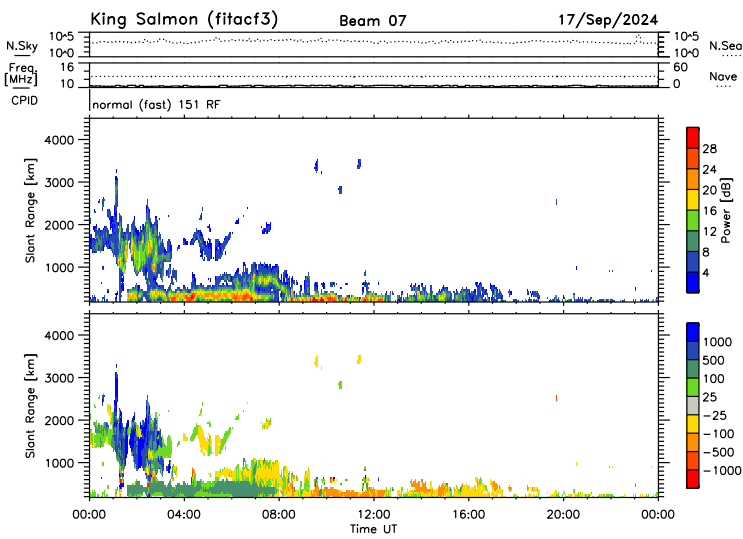 King Salmon (fitacf3) Beam 07 17/Sep/2024
N.Sky 10^5 10^0 10^5 10^0 N.Sea
Freq. [MHz] 16 10 60 0 Nave
CPID normal (fast) 151 RF
Slant Range [km] 4000 3000 2000 1000
28 24 20 16 12 8 4 Power [dB]
Slant Range [km] 4000 3000 2000 1000
1000 500 100 25 -25 -100 -500 -1000
00:00 04:00 08:00 12:00 16:00 20:00 00:00
Time UT